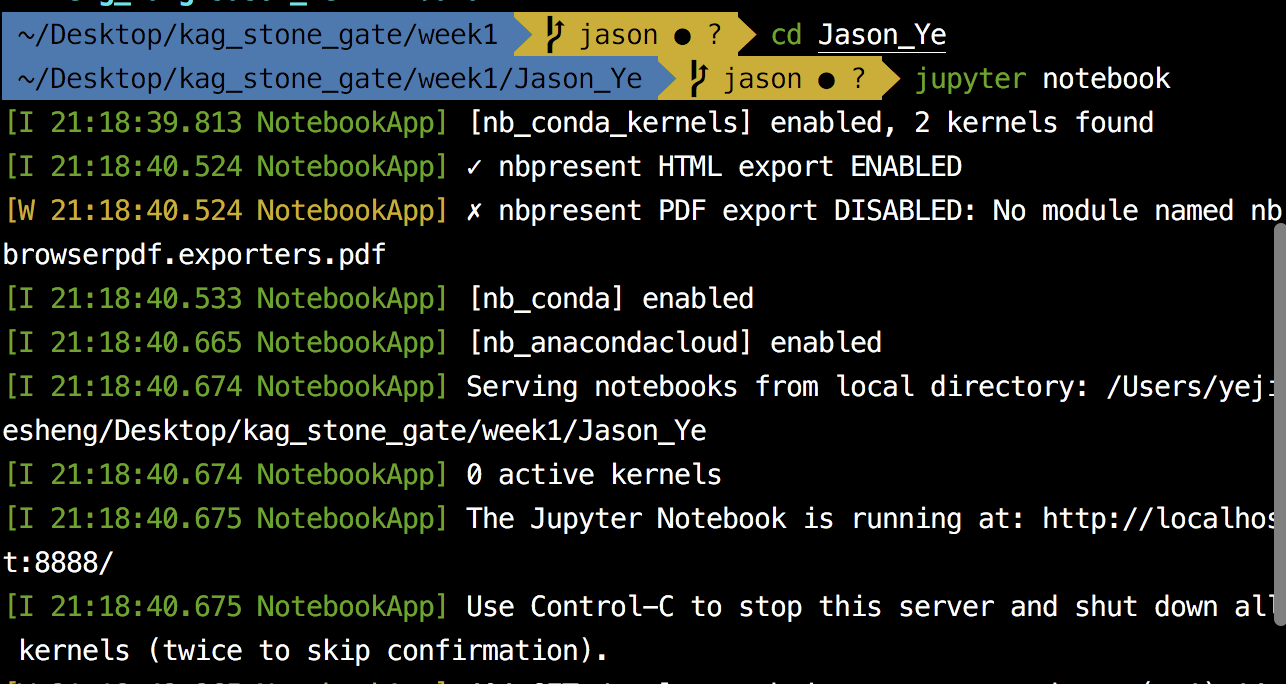 ~/Desktop/kag_stone_gate/week1 jason ● ? cd Jason_Ye
~/Desktop/kag_stone_gate/week1/Jason_Ye jason ● ? jupyter notebook
[I 21:18:39.813 NotebookApp] [nb_conda_kernels] enabled, 2 kernels found
[I 21:18:40.524 NotebookApp] ✓ nbpresent HTML export ENABLED
[W 21:18:40.524 NotebookApp] ✗ nbpresent PDF export DISABLED: No module named nb
browserpdf.exporters.pdf
[I 21:18:40.533 NotebookApp] [nb_conda] enabled
[I 21:18:40.665 NotebookApp] [nb_anacondacloud] enabled
[I 21:18:40.674 NotebookApp] Serving notebooks from local directory: /Users/yeji
esheng/Desktop/kag_stone_gate/week1/Jason_Ye
[I 21:18:40.674 NotebookApp] 0 active kernels
[I 21:18:40.675 NotebookApp] The Jupyter Notebook is running at: http://localhos
t:8888/
[I 21:18:40.675 NotebookApp] Use Control-C to stop this server and shut down all
kernels (twice to skip confirmation).